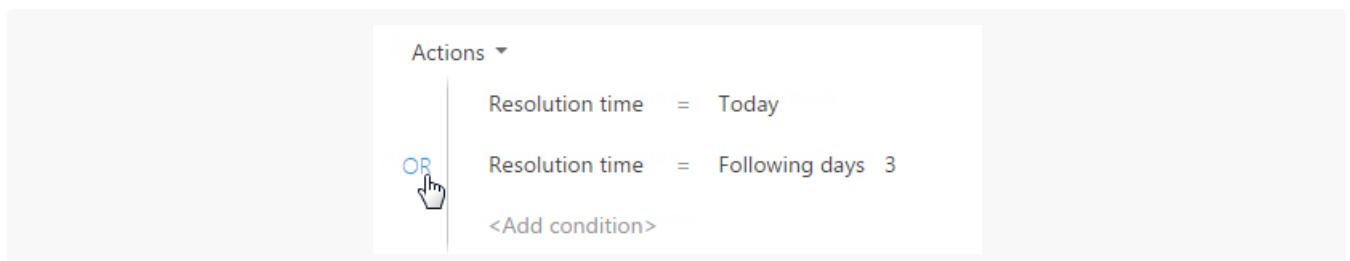 Actions
Resolution time = Today
OR Resolution time = Following days 3
<Add condition>